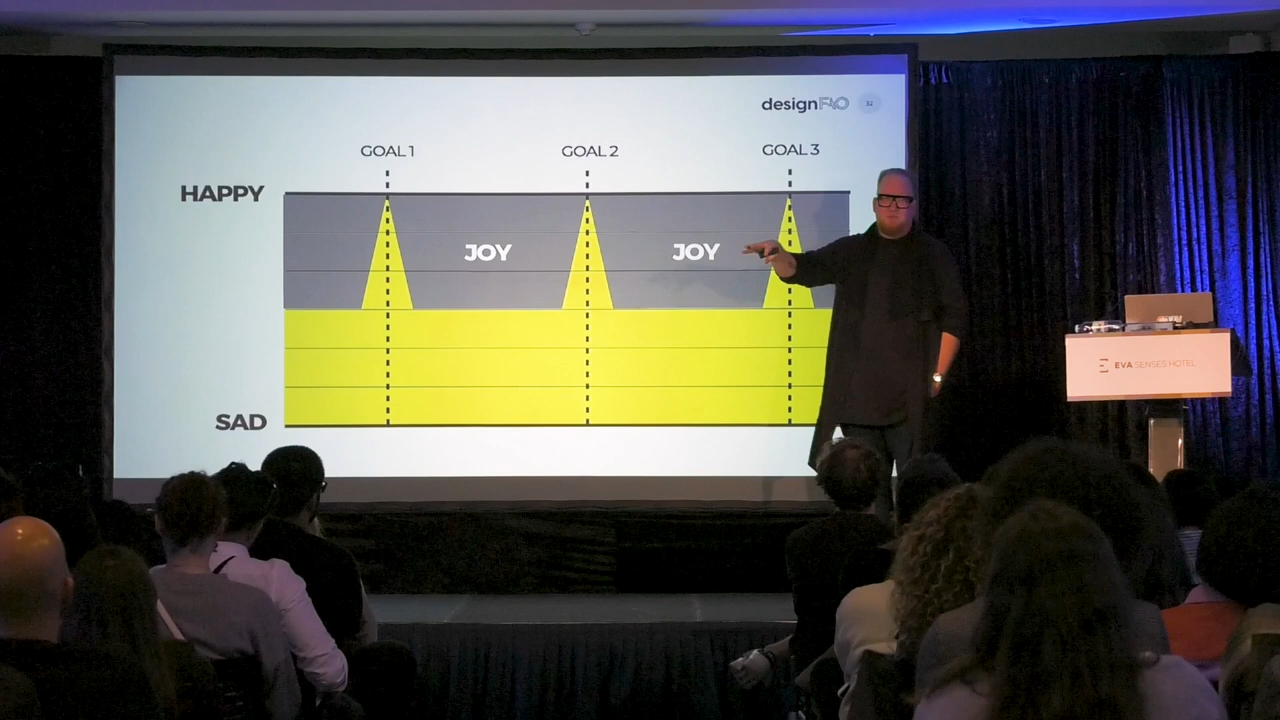 designFAO 32
GOAL 1 GOAL 2 GOAL 3
HAPPY
JOY JOY
SAD
EVA SENSES HOTEL